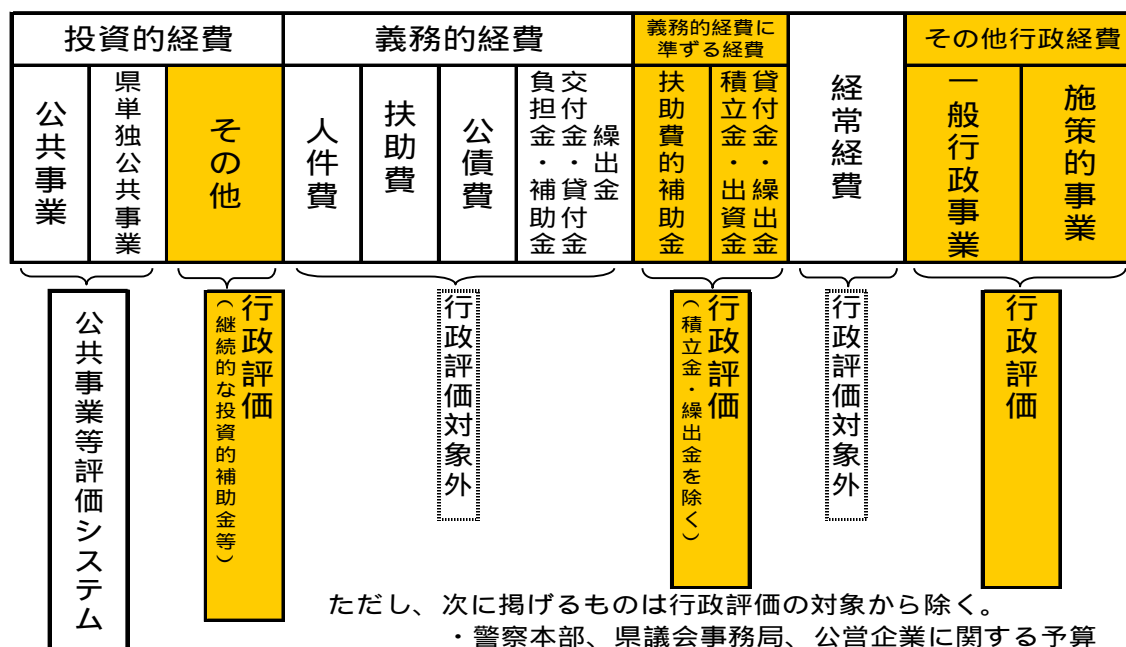 投資的経費
義務的経費
義務的経費に
準ずる経費
経常経費
その他行政経費
公共事業
県単独公共事業
その他
人件費
扶助費
公債費
負担金・補助金
交付金・貸付金
繰出金
扶助費的補助金
積立金・出資金
貸付金・繰出金
一般行政事業
施策的事業
公共事業等評価システム
行政評価
（継続的な投資的補助金等）
行政評価対象外
行政評価
（積立金・繰出金を除く）
行政評価対象外
行政評価
ただし、次に掲げるものは行政評価の対象から除く。
・警察本部、県議会事務局、公営企業に関する予算